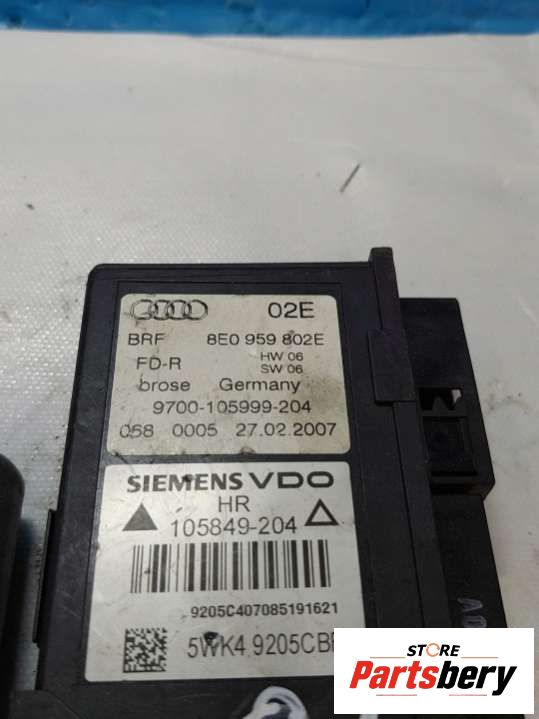 02E
BRF 8E0 959 802E
FD-R HW 06
SW 06
brose Germany
9700-105999-204
068 0005 27.02.2007
SIEMENS VDO
HR
105849-204
9205C407085191621
5WK4 9205CB
STORE
Partsbery